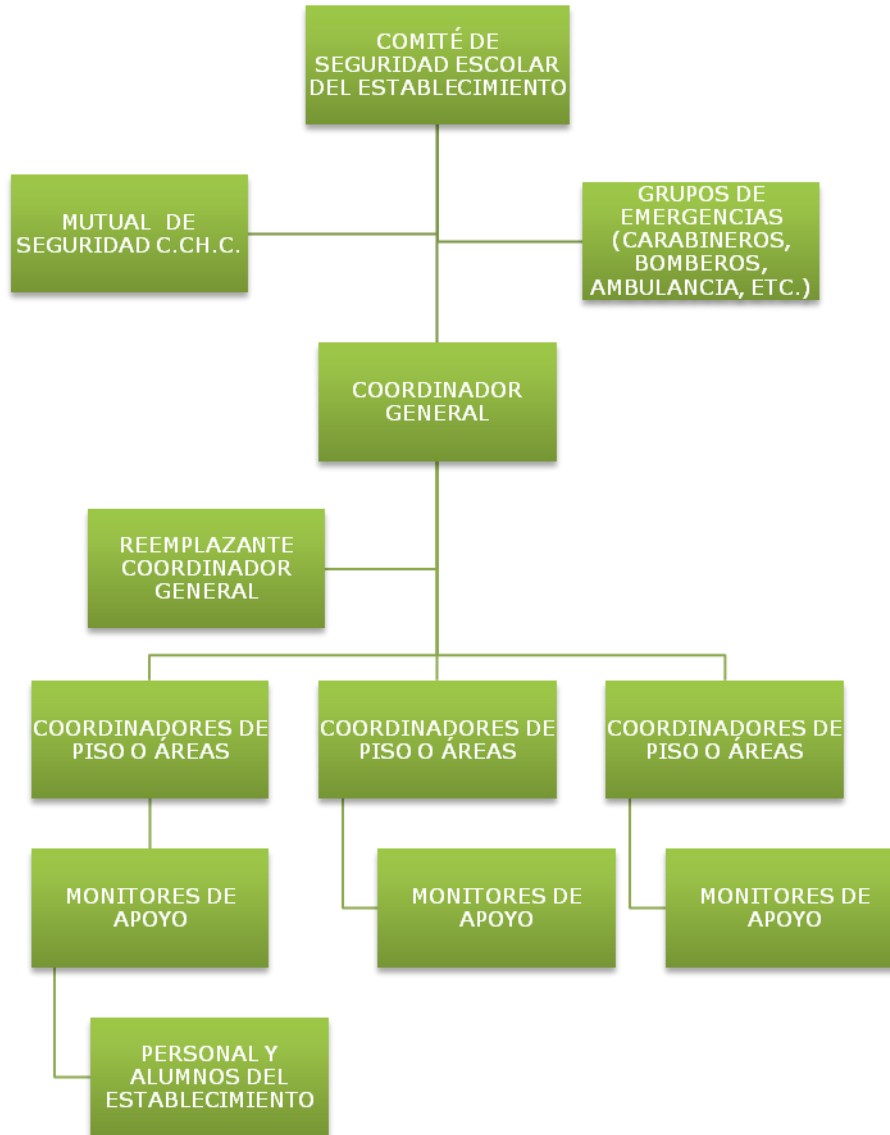 COMITÉ DE
SEGURIDAD ESCOLAR
DEL ESTABLECIMIENTO
MUTUAL DE
SEGURIDAD C.CH.C.
GRUPOS DE
EMERGENCIAS
(CARABINEROS,
BOMBEROS,
AMBULANCIA, ETC.)
COORDINADOR
GENERAL
REEMPLAZANTE
COORDINADOR
GENERAL
COORDINADORES DE
PISO O ÁREAS
COORDINADORES DE
PISO O ÁREAS
COORDINADORES DE
PISO O ÁREAS
MONITORES DE
APOYO
MONITORES DE
APOYO
MONITORES DE
APOYO
PERSONAL Y
ALUMNOS DEL
ESTABLECIMIENTO